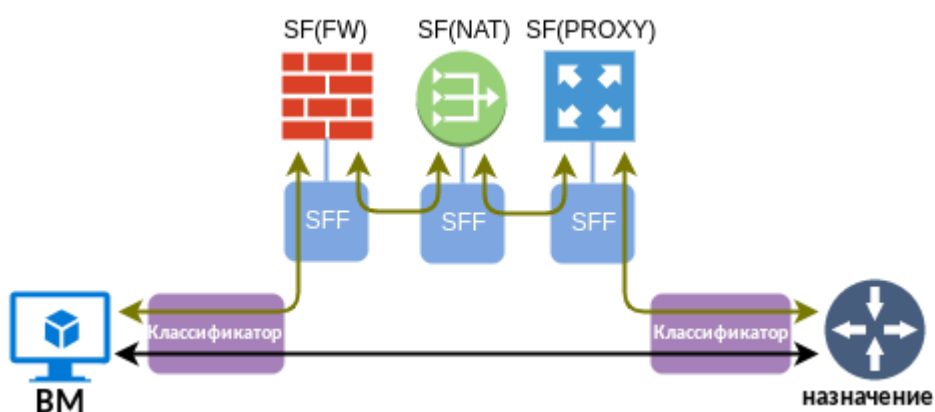 SF(FW) SF(NAT) SF(PROXY)
SFF SFF SFF
Классификатор Классификатор
ВМ назначение